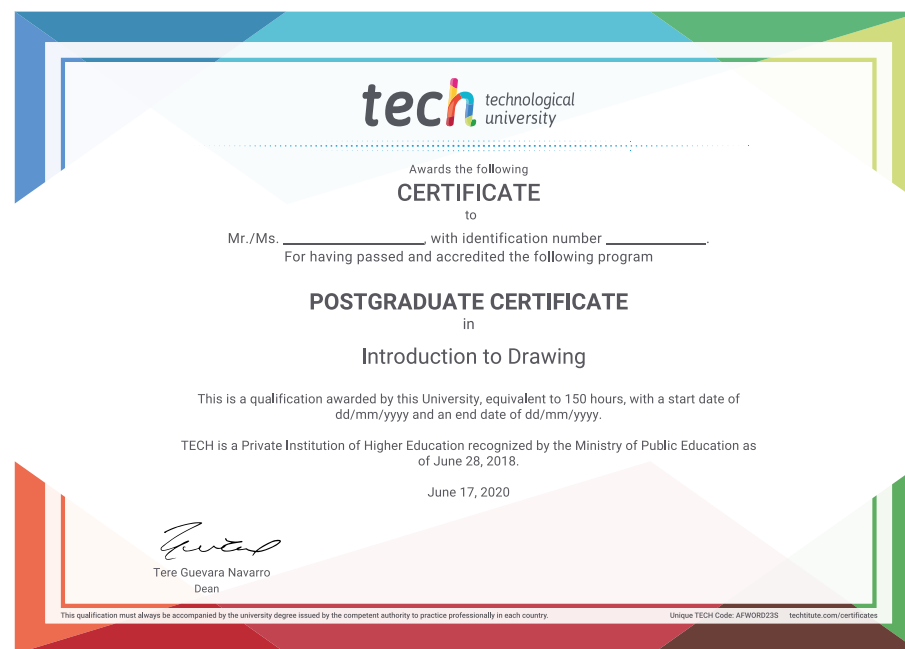 tech technological
university
Awards the following
CERTIFICATE
to
Mr./Ms. ____________________, with identification number ______________.
For having passed and accredited the following program
POSTGRADUATE CERTIFICATE
in
Introduction to Drawing
This is a qualification awarded by this University, equivalent to 150 hours, with a start date of
dd/mm/yyyy and an end date of dd/mm/yyyy.
TECH is a Private Institution of Higher Education recognized by the Ministry of Public Education as
of June 28, 2018.
June 17, 2020
Tere Guevara Navarro
Dean
This qualification must always be accompanied by the university degree issued by the competent authority to practice professionally in each country.
Unique TECH Code: AFWORD23S techtitute.com/certificates